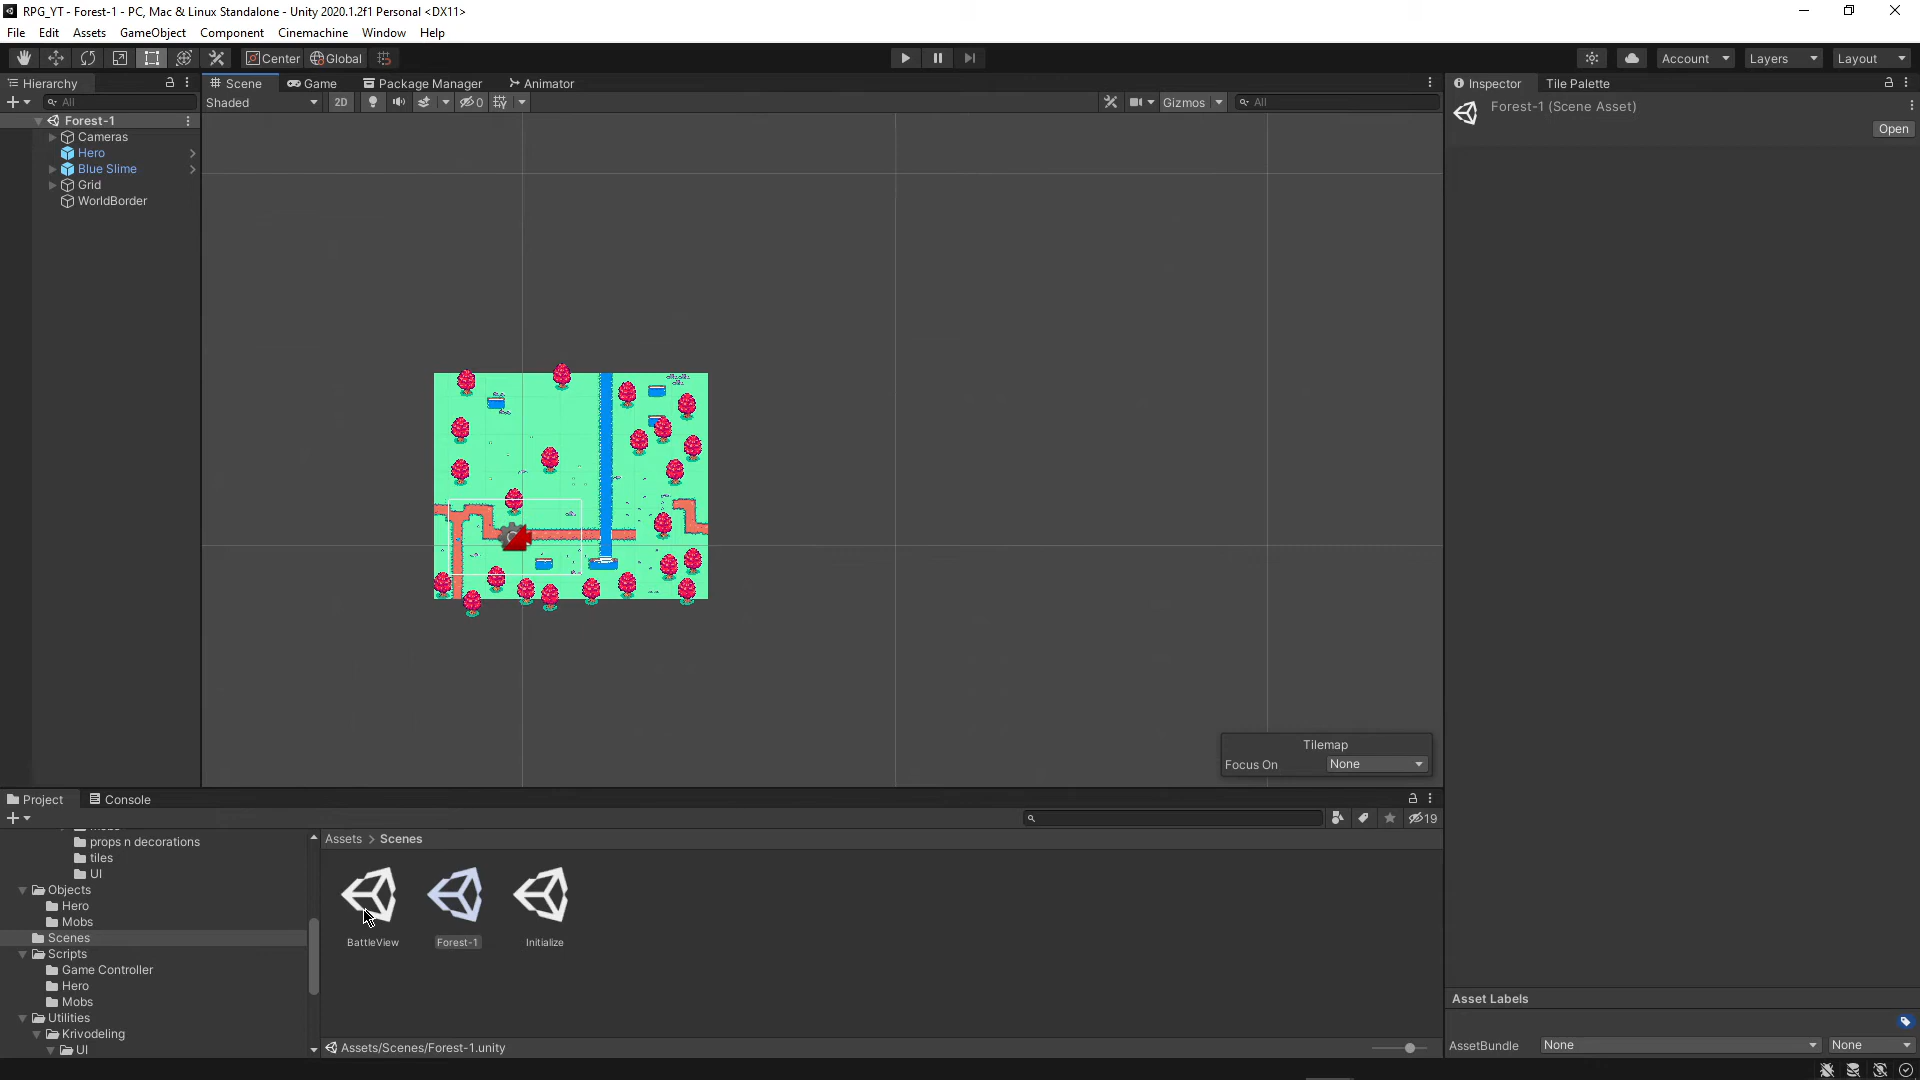 RPG_YT - Forest-1 - PC, Mac & Linux Standalone - Unity 2020.1.2f1 Personal <DX11>
File Edit Assets GameObject Component Cinemachine Window Help
Center Global Account Layers Layout
Hierarchy
Scene Game Package Manager Animator
Inspector Tile Palette
All
Shaded 2D 0 Gizmos All
Forest-1
Cameras
Hero
Blue Slime
Grid
WorldBorder
Forest-1 (Scene Asset)
Open
Tilemap
Focus On None
Project Console
19
props n decorations
tiles
UI
Objects
Hero
Mobs
Scenes
Scripts
Game Controller
Hero
Mobs
Utilities
Krivodeling
UI
Assets > Scenes
BattleView Forest-1 Initialize
Assets/Scenes/Forest-1.unity
Asset Labels
AssetBundle None None